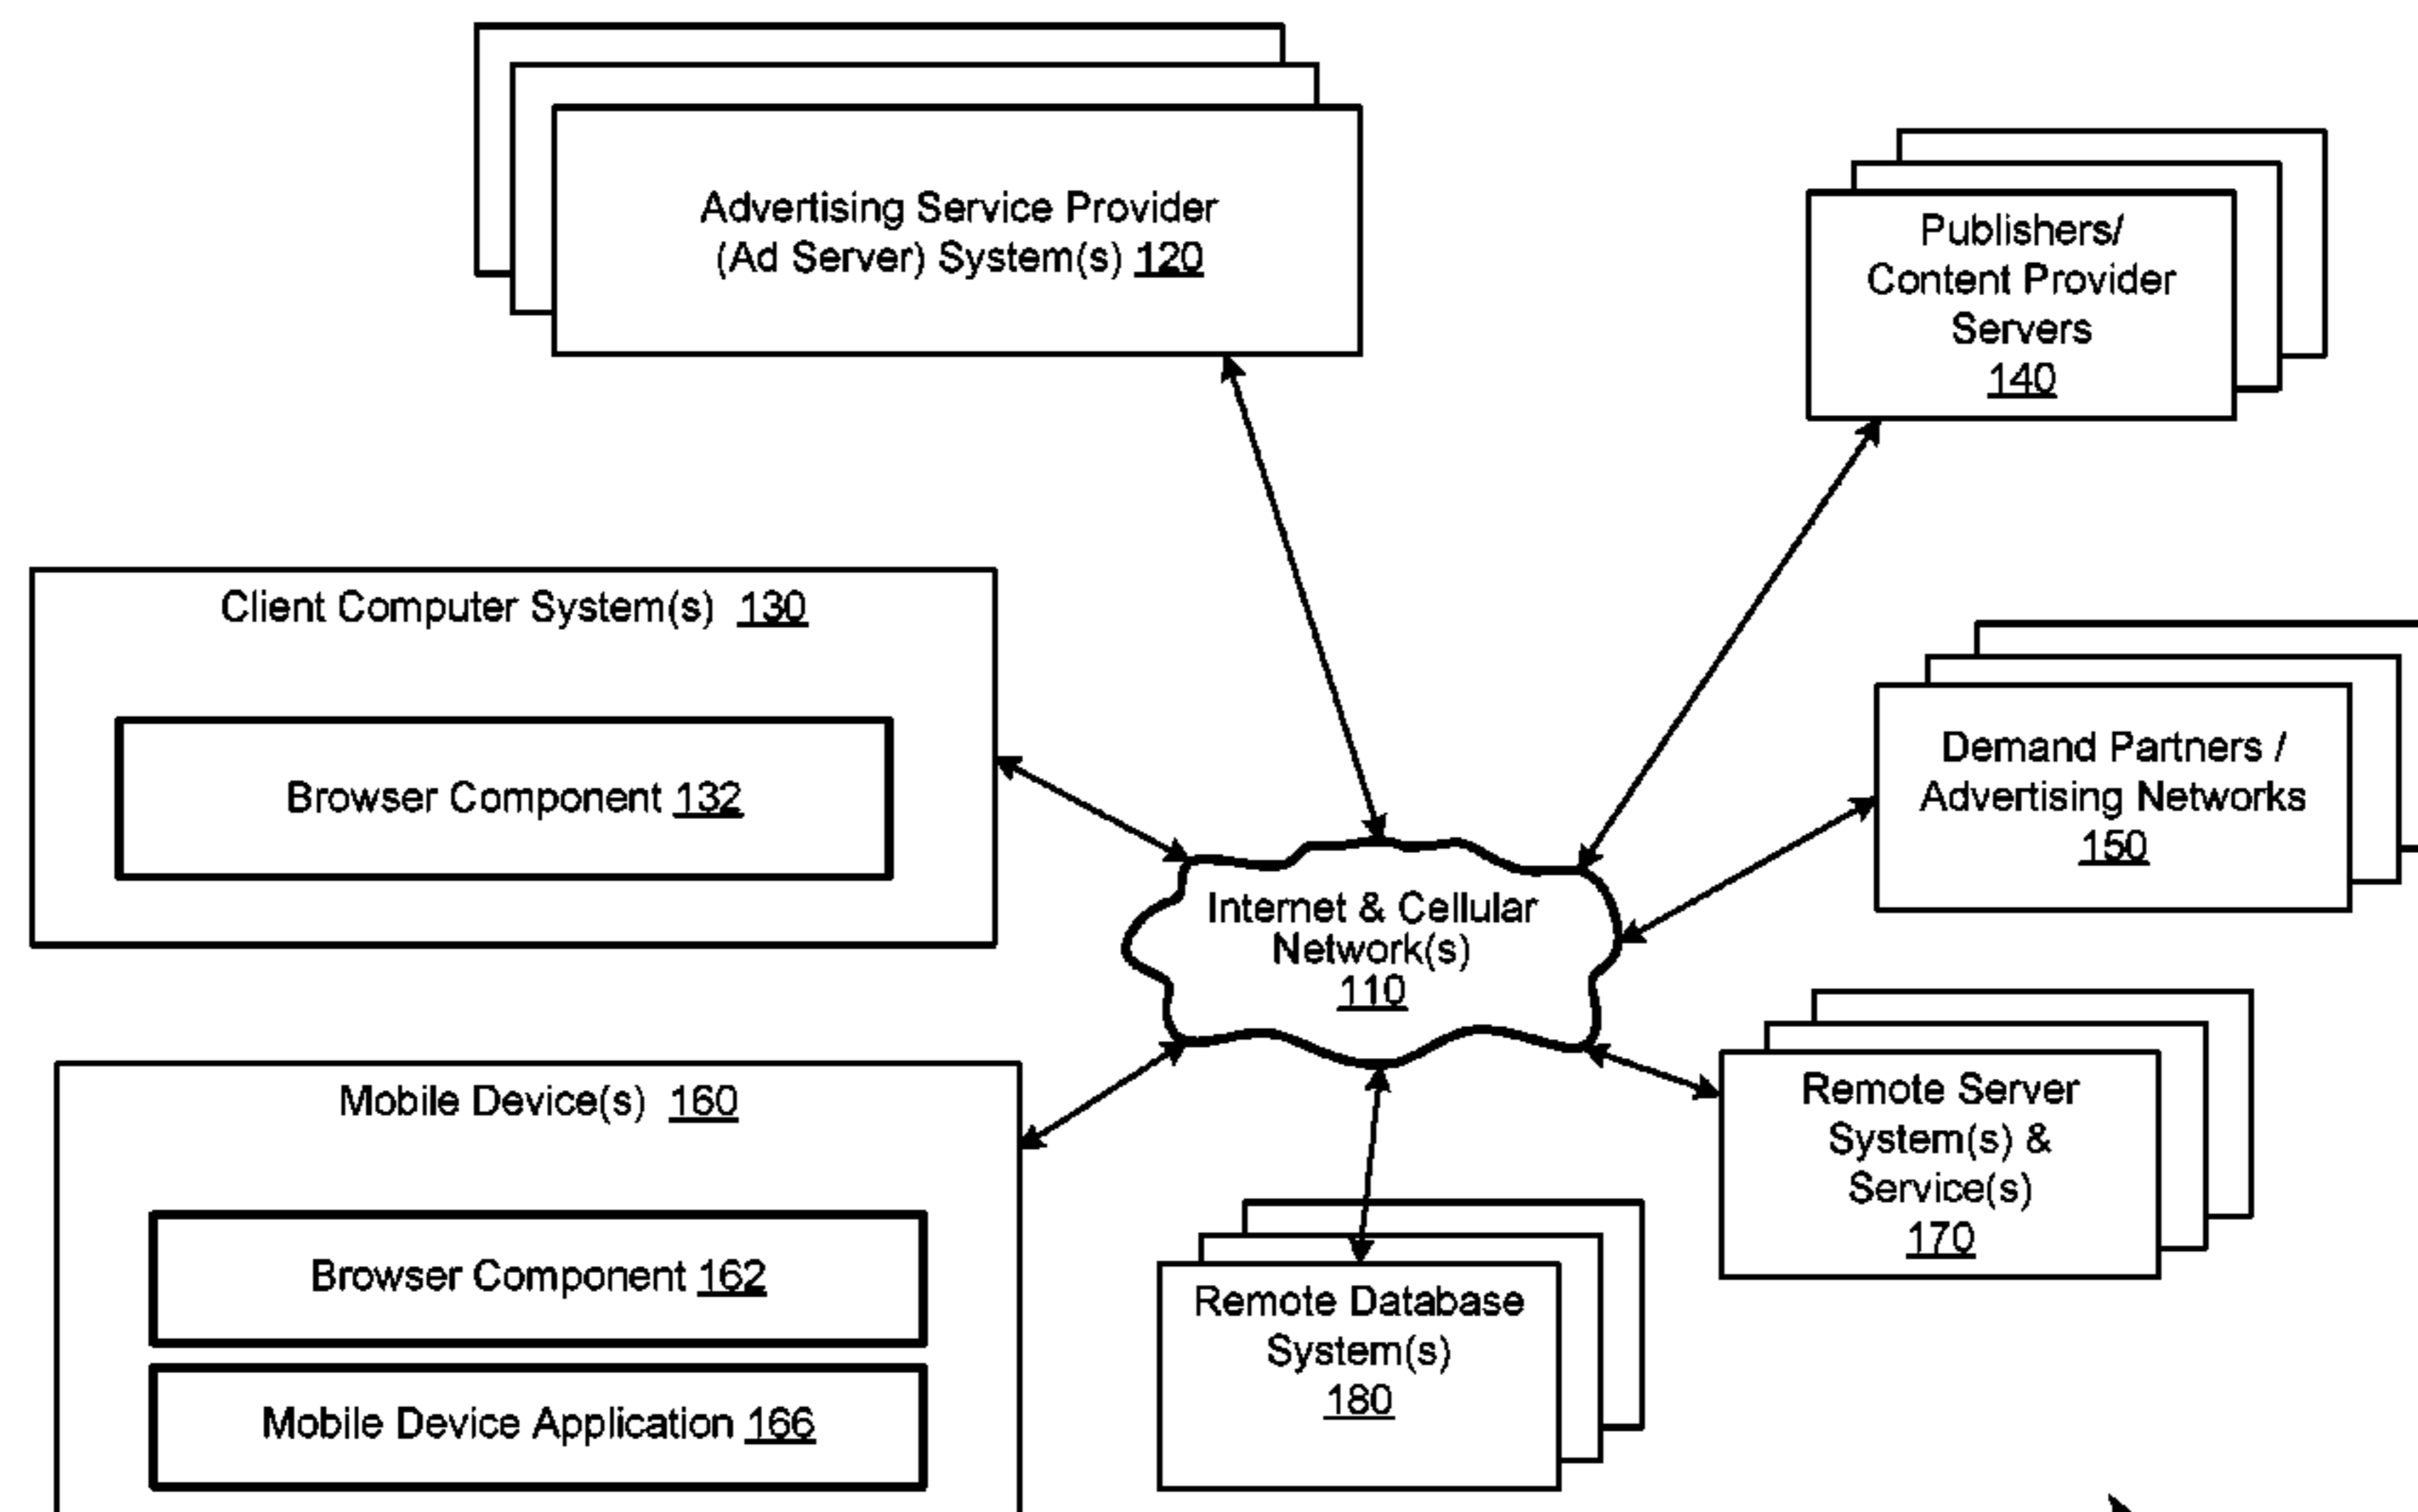 Advertising Service Provider
(Ad Server) System(s) 120
Publishers/
Content Provider
Servers
140
Client Computer System(s) 130
Browser Component 132
Demand Partners /
Advertising Networks
150
Internet & Cellular
Network(s)
110
Mobile Device(s) 160
Browser Component 162
Mobile Device Application 166
Remote Server
System(s) &
Service(s)
170
Remote Database
System(s)
180